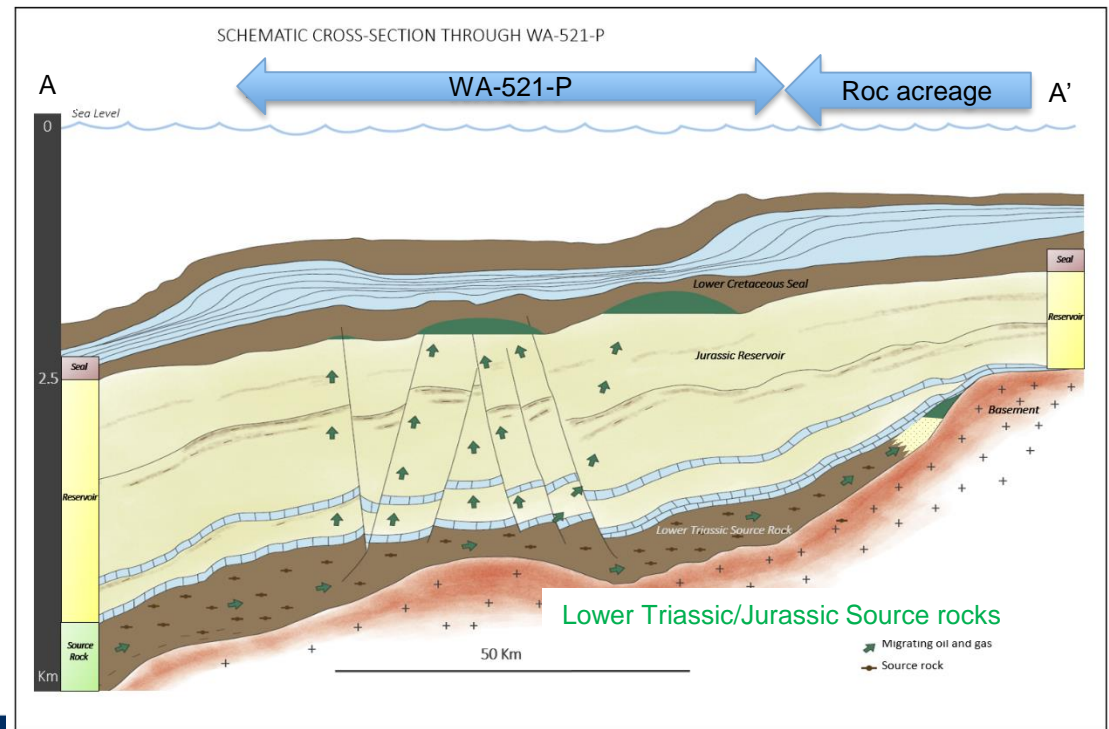 SCHEMATIC CROSS-SECTION THROUGH WA-521-P
A
WA-521-P
Roc acreage
A'
Sea Level
0
Lower Cretaceous Seal
Seal
Reservoir
Jurassic Reservoir
Seal
2.5
Basement
Reservoir
Lower Triassic Source Rock
Lower Triassic/Jurassic Source rocks
Source
Rock
Migrating oil and gas
50 Km
Source rock
Km